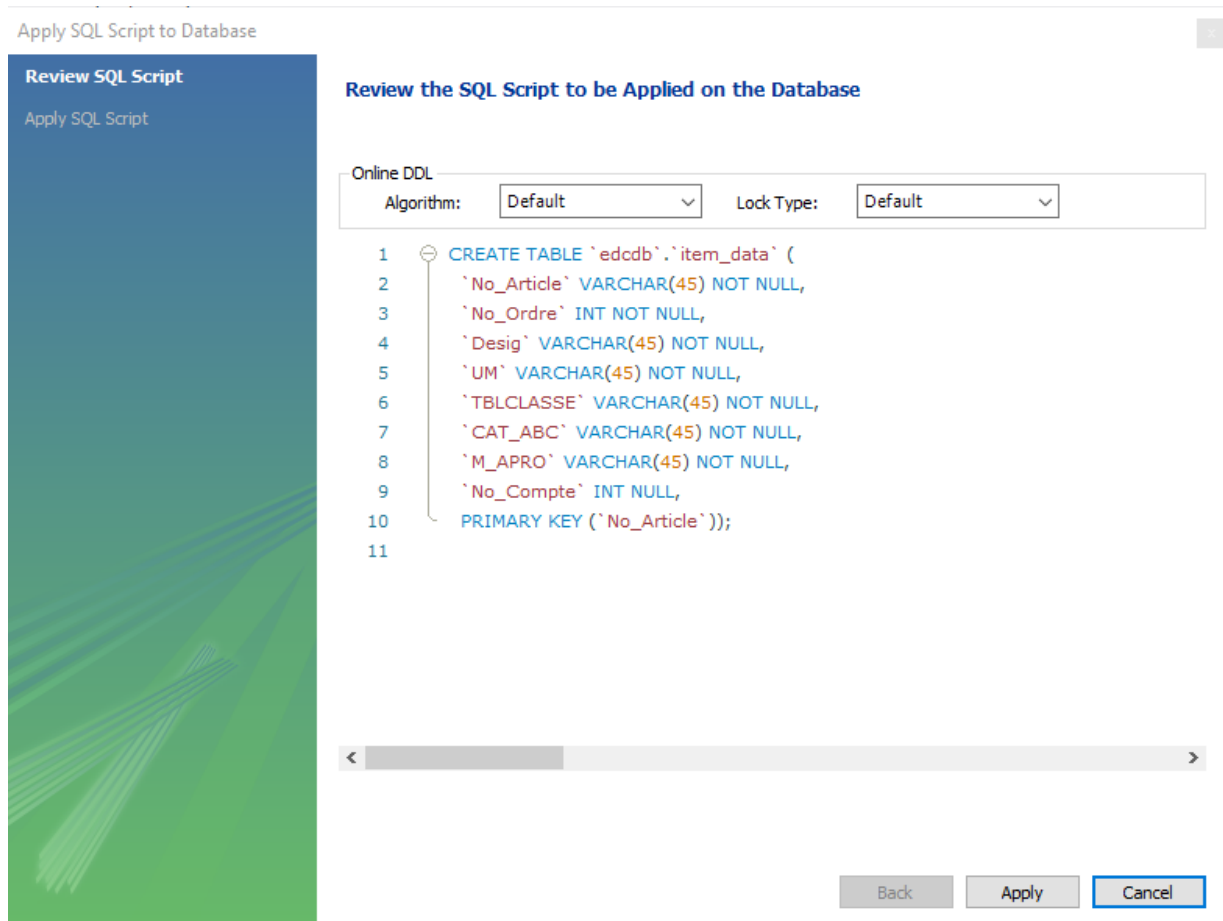 Apply SQL Script to Database
x
Review SQL Script
Apply SQL Script
Review the SQL Script to be Applied on the Database
Online DDL
Algorithm: Default Lock Type: Default
1 CREATE TABLE `edcdb`.`item_data` (
2 `No_Article` VARCHAR(45) NOT NULL,
3 `No_Ordre` INT NOT NULL,
4 `Desig` VARCHAR(45) NOT NULL,
5 `UM` VARCHAR(45) NOT NULL,
6 `TBLCLASSE` VARCHAR(45) NOT NULL,
7 `CAT_ABC` VARCHAR(45) NOT NULL,
8 `M_APRO` VARCHAR(45) NOT NULL,
9 `No_Compte` INT NULL,
10 PRIMARY KEY (`No_Article`));
11
Back Apply Cancel